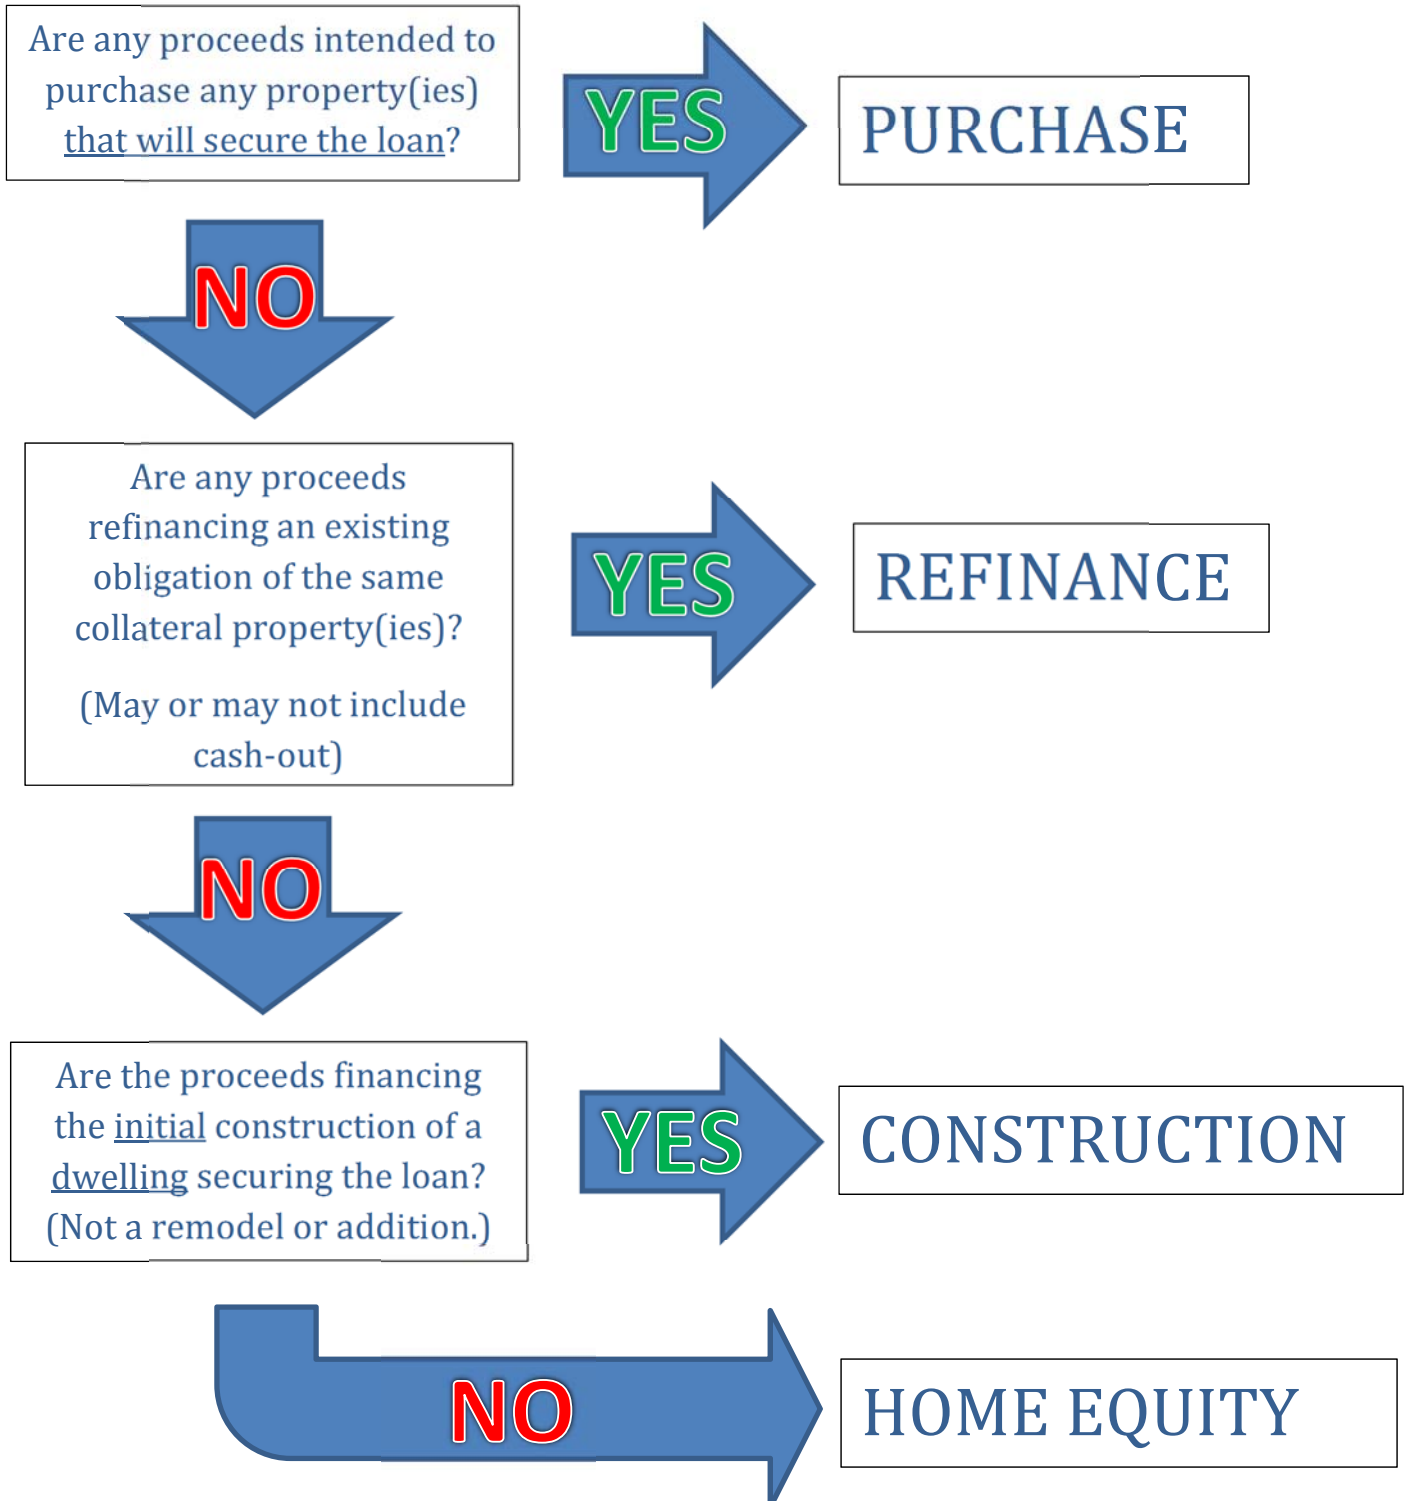 Are any proceeds intended to
purchase any property(ies)
that will secure the loan?
YES
PURCHASE
NO
Are any proceeds
refinancing an existing
obligation of the same
collateral property(ies)?
(May or may not include
cash-out)
YES
REFINANCE
NO
Are the proceeds financing
the initial construction of a
dwelling securing the loan?
(Not a remodel or addition.)
YES
CONSTRUCTION
NO
HOME EQUITY